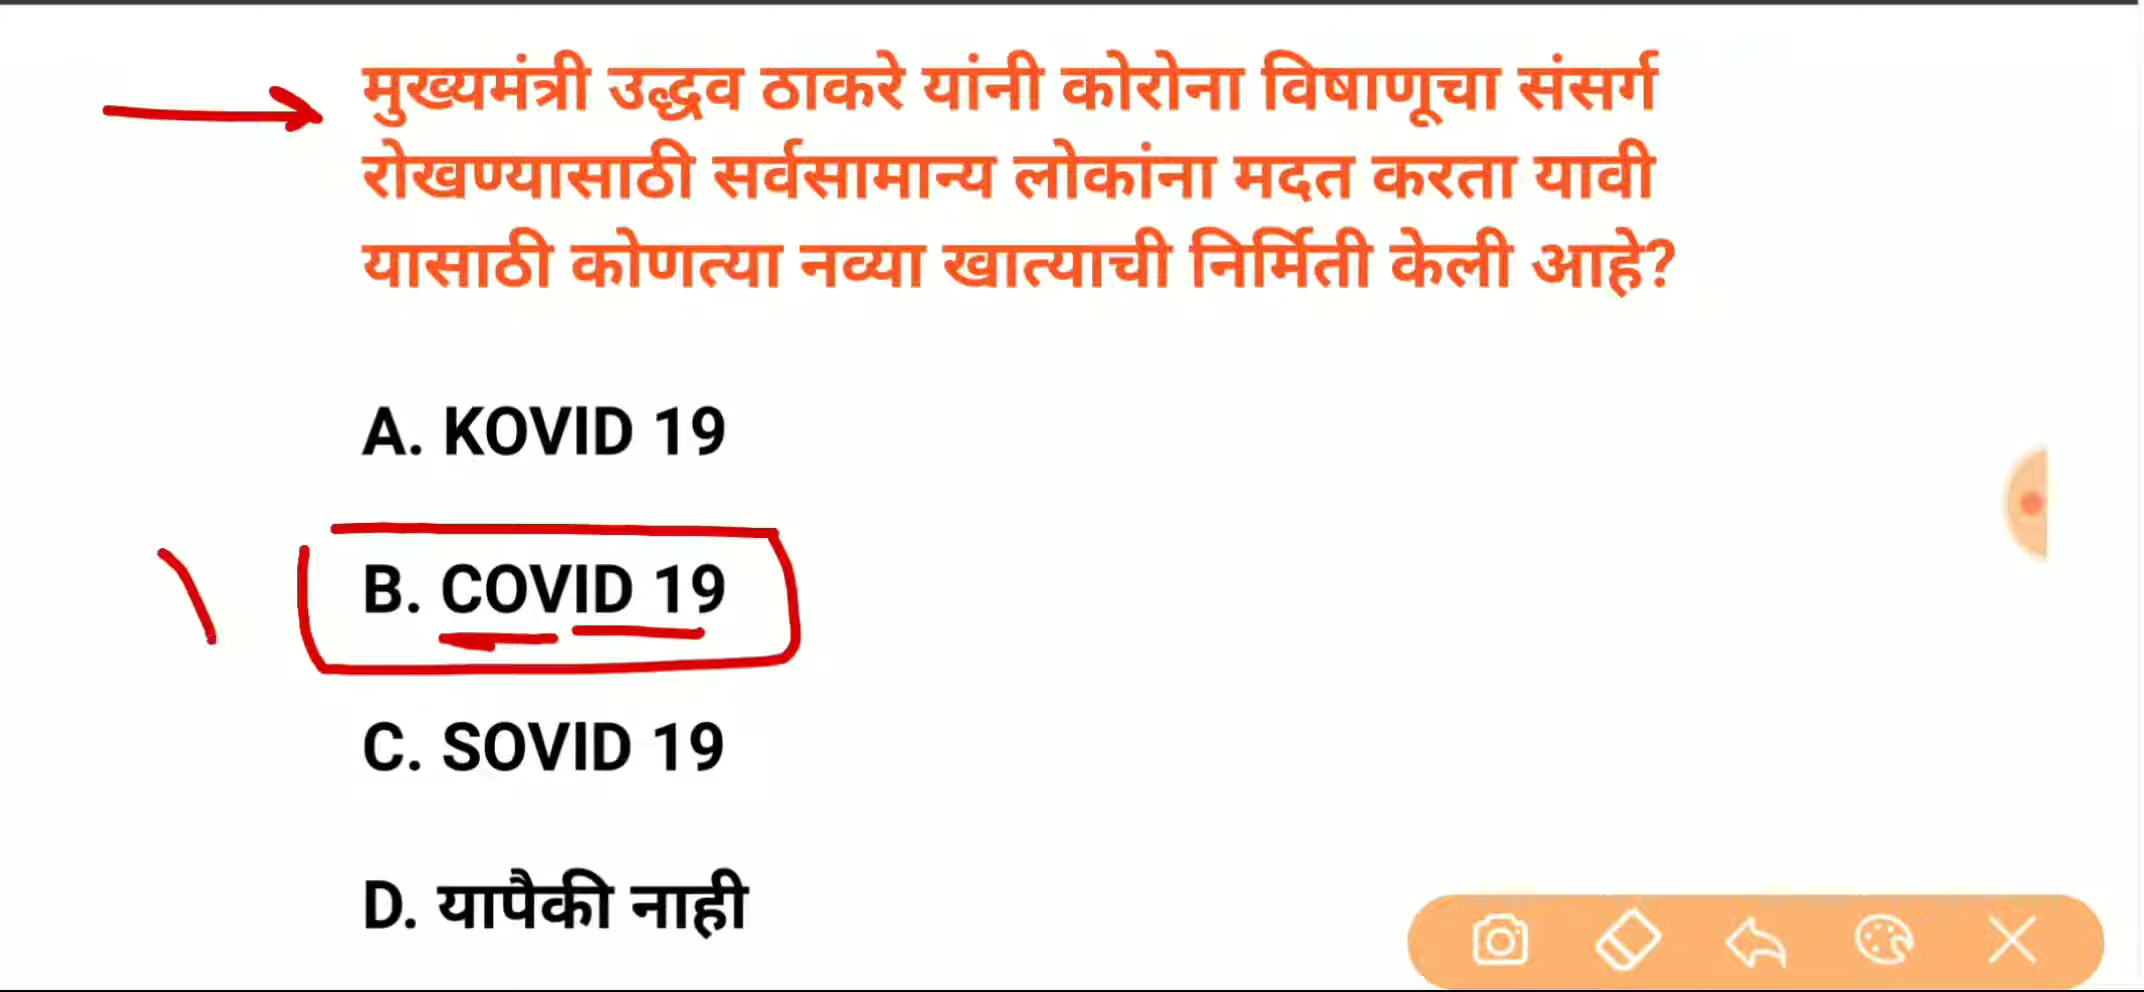 मुख्यमंत्री उद्धव ठाकरे यांनी कोरोना विषाणूचा संसर्ग
रोखण्यासाठी सर्वसामान्य लोकांना मदत करता यावी
यासाठी कोणत्या नव्या खात्याची निर्मिती केली आहे?
A. KOVID 19
B. COVID 19
C. SOVID 19
D. यापैकी नाही